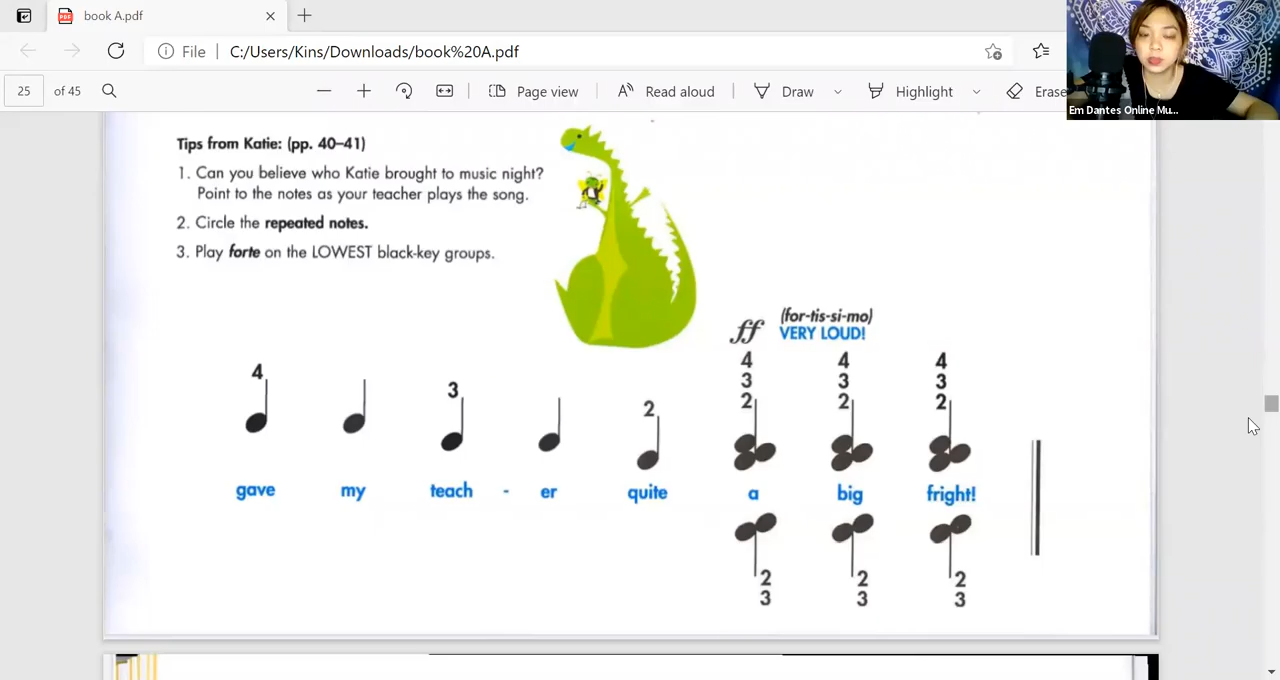 book A.pdf
File
C:/Users/Kins/Downloads/book%20A.pdf
25
of 45
Page view
Read aloud
Draw
Highlight
Erase
Em Dantes Online Mu...
Tips from Katie: (pp. 40–41)
1. Can you believe who Katie brought to music night?
Point to the notes as your teacher plays the song.
2. Circle the repeated notes.
3. Play forte on the LOWEST black-key groups.
ff (for-tis-si-mo)
VERY LOUD!
4 3 2 4 4 4
3 3 3
2 2 2
gave my teach - er quite a big fright!
2 2 2
3 3 3